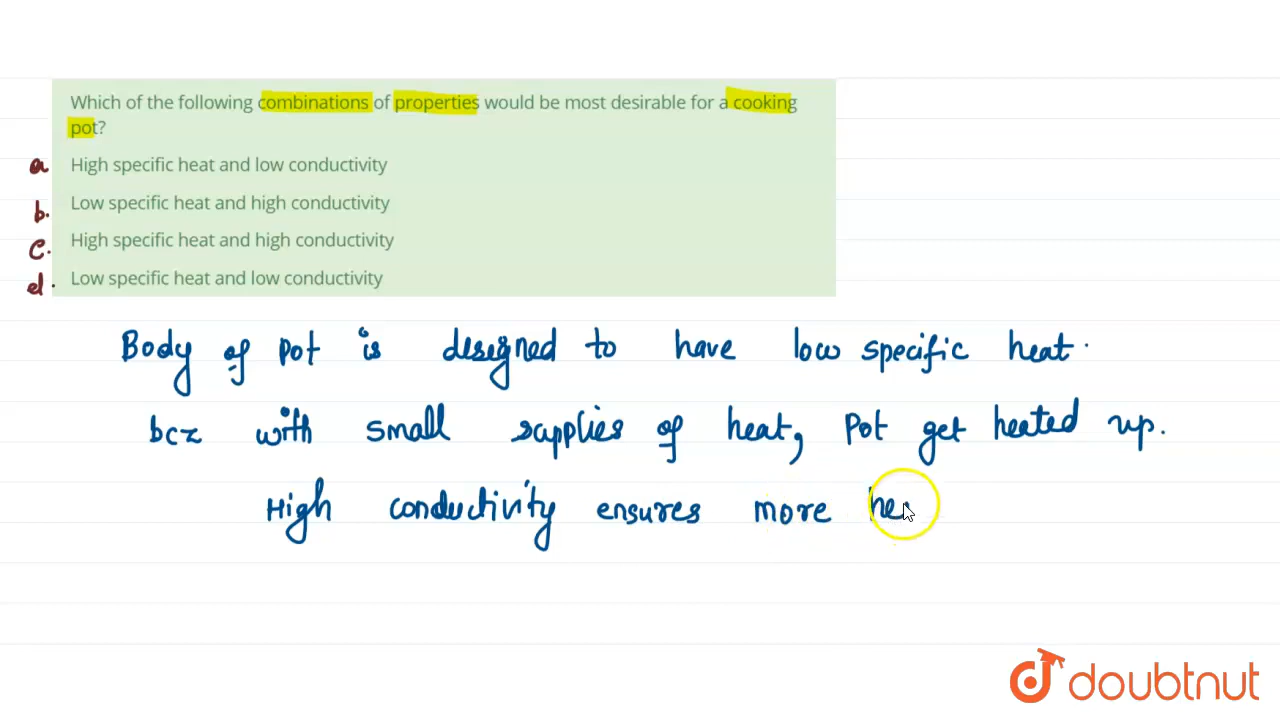 Which of the following combinations of properties would be most desirable for a cooking
pot?
a High specific heat and low conductivity
b. Low specific heat and high conductivity
c. High specific heat and high conductivity
d. Low specific heat and low conductivity
Body of pot is designed to have low specific heat.
bcz with small supplies of heat, Pot get heated up.
High conductivity ensures more hea
doubtnut